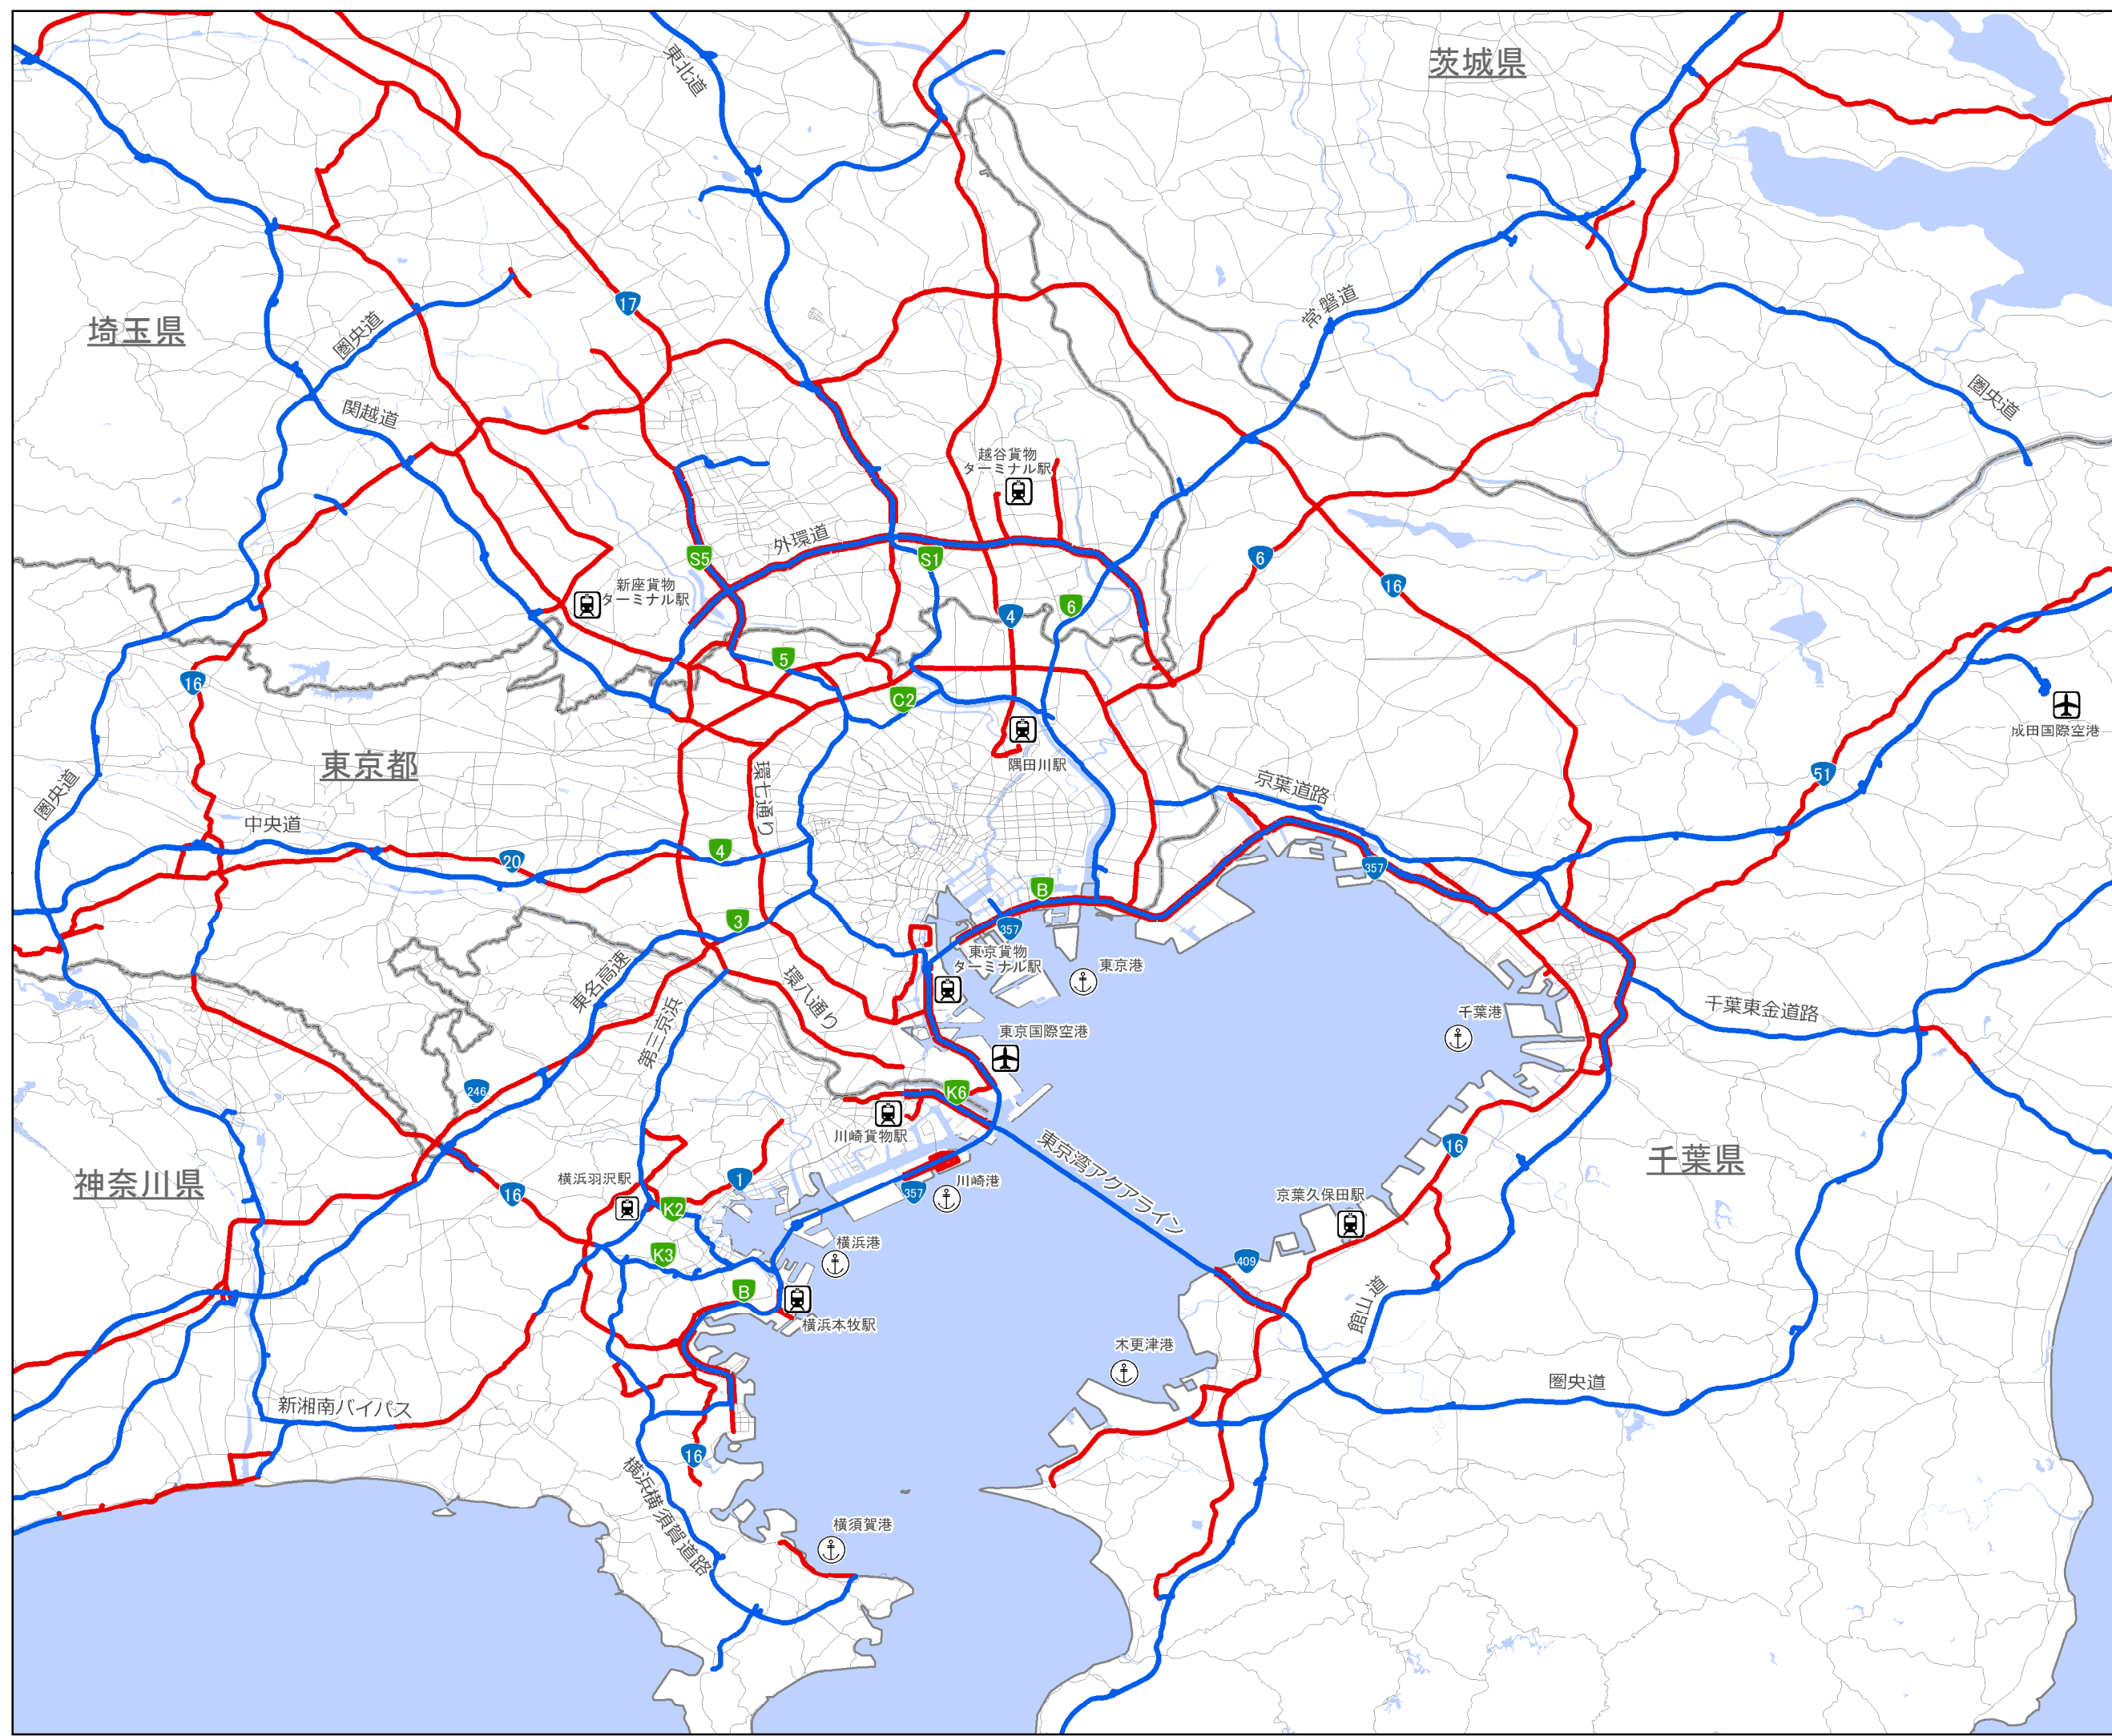 東北道
茨城県
17
埼玉県
圏央道
常磐道
関越道
圏央道
越谷貨物
ターミナル駅
外環道
S5
S1
6
16
新座貨物
ターミナル駅
6
4
5
16
C2
成田国際空港
東京都
隅田川駅
51
環七通り
京葉道路
圏央道
中央道
4
20
357
B
3
357
東京貨物
ターミナル駅
東京港
東名高速
環八通り
千葉東金道路
第三京浜
千葉港
東京国際空港
246
K6
川崎貨物駅
東京湾アクアライン
16
千葉県
神奈川県
横浜羽沢駅
1
16
川崎港
357
京葉久保田駅
K2
横浜港
K3
409
B
館山道
横浜本牧駅
木更津港
圏央道
新湘南バイパス
16
横浜横須賀道路
横須賀港